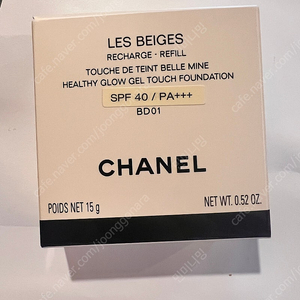 LES BEIGES
RECHARGE - REFILL
TOUCHE DE TEINT BELLE MINE
HEALTHY GLOW GEL TOUCH FOUNDATION
SPF 40 / PA+++
BD01
CHANEL
POIDS NET 15 g
NET WT. 0.52 OZ.